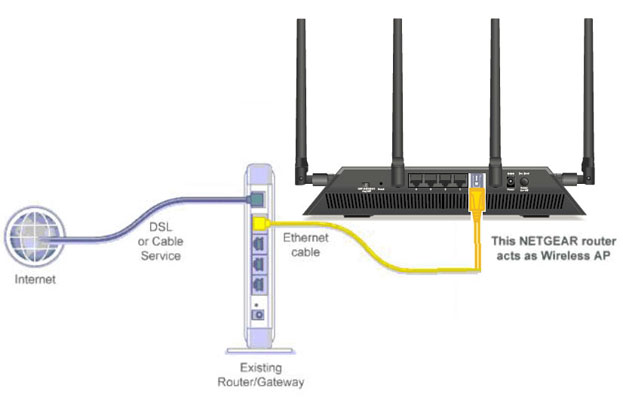 DSL
or Cable
Service
Internet
Ethernet
cable
This NETGEAR router
acts as Wireless AP
Existing
Router/Gateway